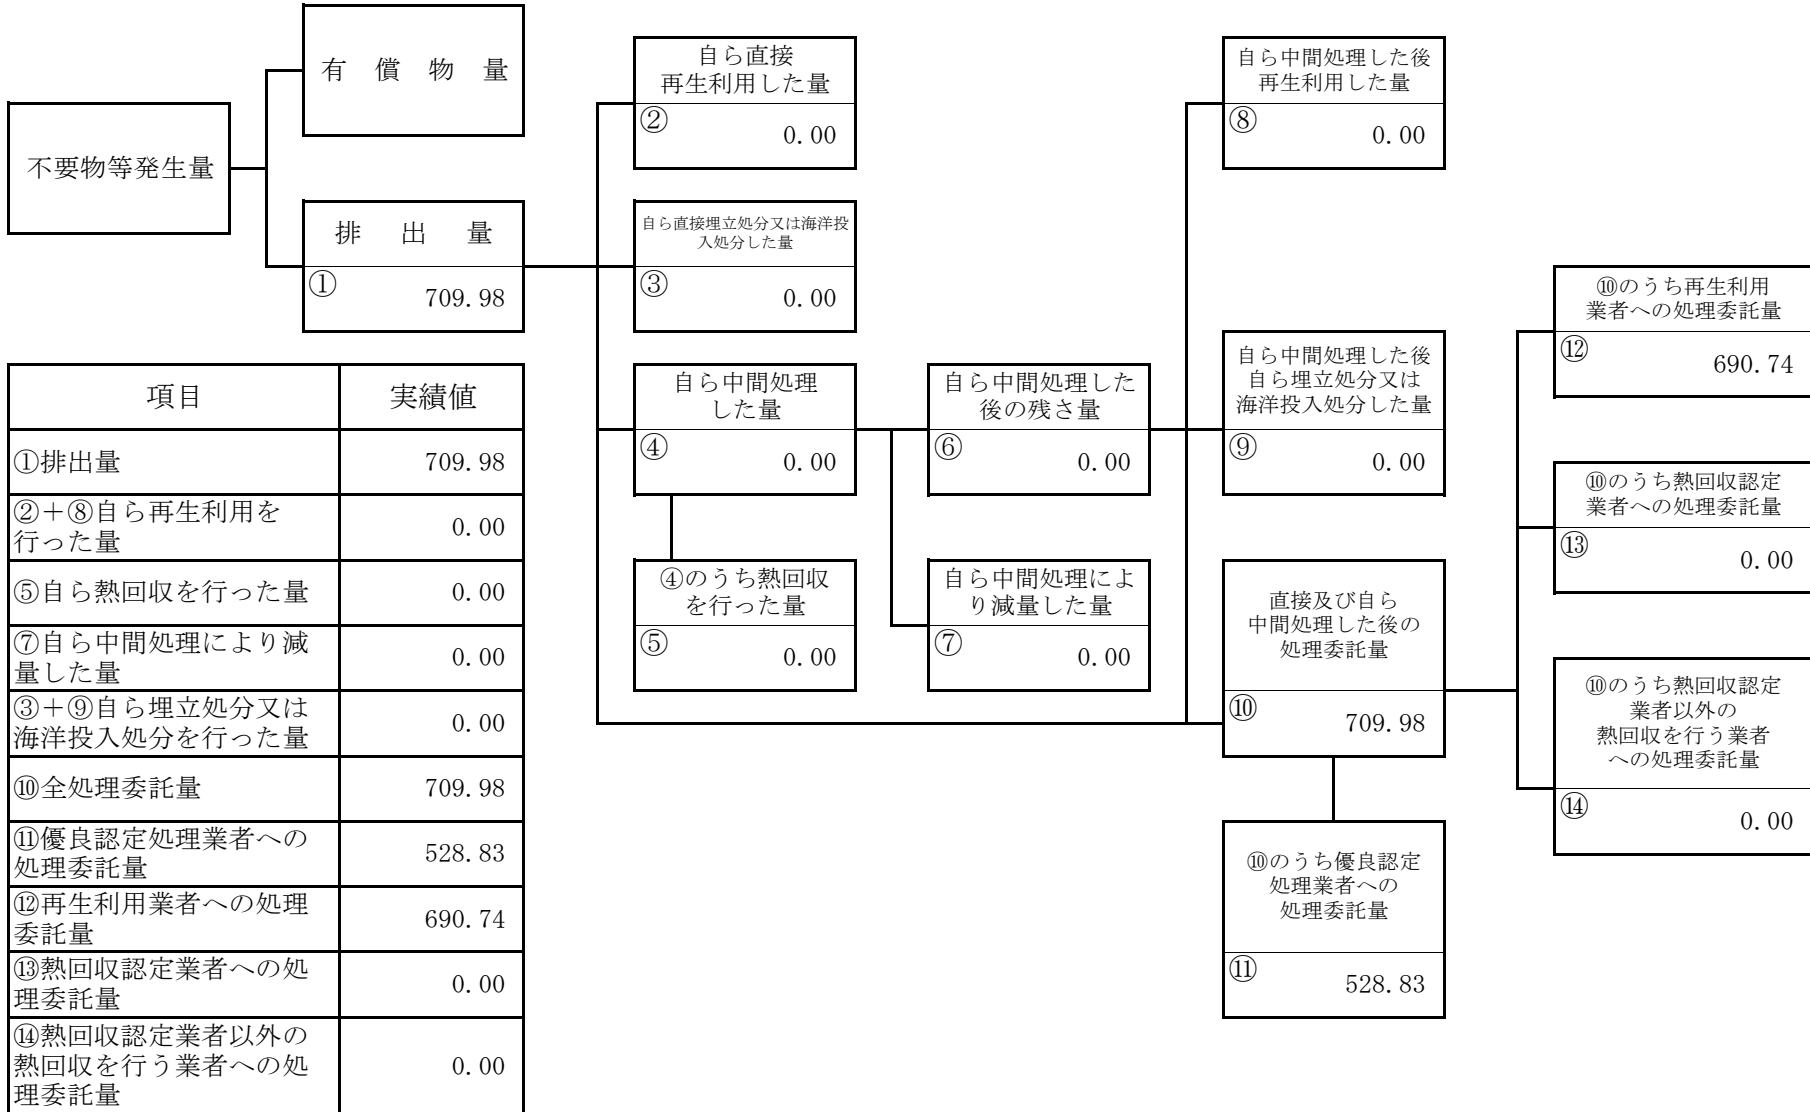 不要物等発生量
有償物量
排出量
① 709.98
自ら直接
再生利用した量
② 0.00
自ら直接埋立処分又は海洋投
入処分した量
③ 0.00
自ら中間処理
した量
④ 0.00
④のうち熱回収
を行った量
⑤ 0.00
自ら中間処理した
後の残さ量
⑥ 0.00
自ら中間処理によ
り減量した量
⑦ 0.00
自ら中間処理した後
再生利用した量
⑧ 0.00
自ら中間処理した後
自ら埋立処分又は
海洋投入処分した量
⑨ 0.00
直接及び自ら
中間処理した後の
処理委託量
⑩ 709.98
⑩のうち優良認定
処理業者への
処理委託量
⑪ 528.83
⑩のうち再生利用
業者への処理委託量
⑫ 690.74
⑩のうち熱回収認定
業者への処理委託量
⑬ 0.00
⑩のうち熱回収認定
業者以外の
熱回収を行う業者
への処理委託量
⑭ 0.00
項目 実績値
①排出量 709.98
②＋⑧自ら再生利用を
行った量 0.00
⑤自ら熱回収を行った量 0.00
⑦自ら中間処理により減
量した量 0.00
③＋⑨自ら埋立処分又は
海洋投入処分を行った量 0.00
⑩全処理委託量 709.98
⑪優良認定処理業者への
処理委託量 528.83
⑫再生利用業者への処理
委託量 690.74
⑬熱回収認定業者への処
理委託量 0.00
⑭熱回収認定業者以外の
熱回収を行う業者への処
理委託量 0.00